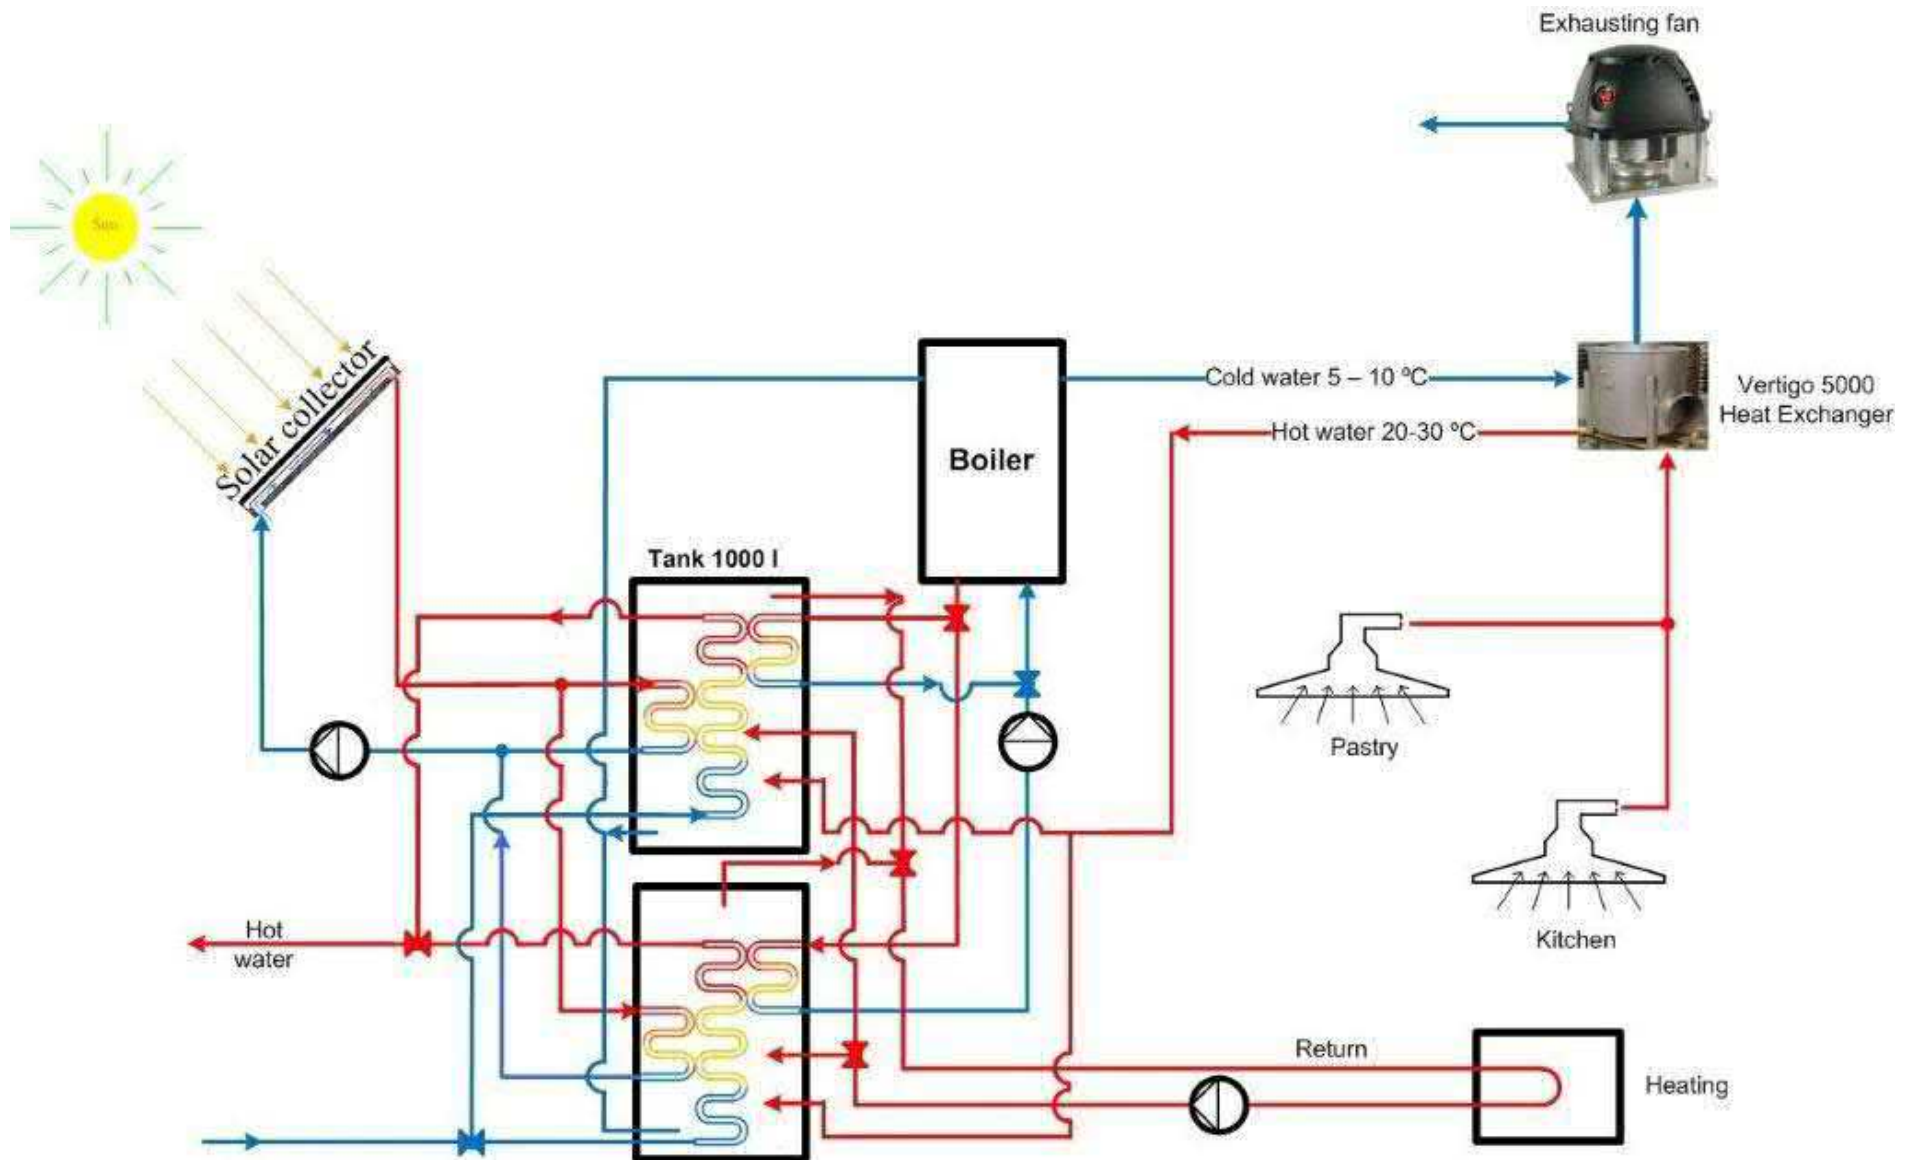 Exhausting fan
Sun
Solar collector
Cold water 5 – 10 ºC
Hot water 20-30 ºC
Vertigo 5000
Heat Exchanger
Boiler
Tank 1000 l
Pastry
Kitchen
Hot
water
Return
Heating